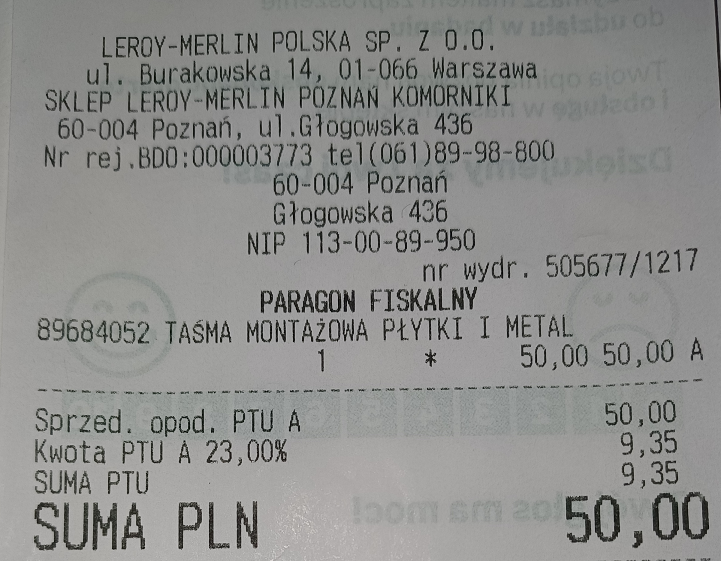 LEROY-MERLIN POLSKA SP. Z O.O.
ul. Burakowska 14, 01-066 Warszawa
SKLEP LEROY-MERLIN POZNAŃ KOMORNIKI
60-004 Poznań, ul.Głogowska 436
Nr rej.BDO:000003773 tel(061)89-98-800
60-004 Poznań
Głogowska 436
NIP 113-00-89-950
nr wydr. 505677/1217
PARAGON FISKALNY
89684052 TAŚMA MONTAŻOWA PŁYTKI I METAL
1 * 50,00 50,00 A
Sprzed. opod. PTU A 50,00
Kwota PTU A 23,00% 9,35
SUMA PTU 9,35
SUMA PLN 50,00